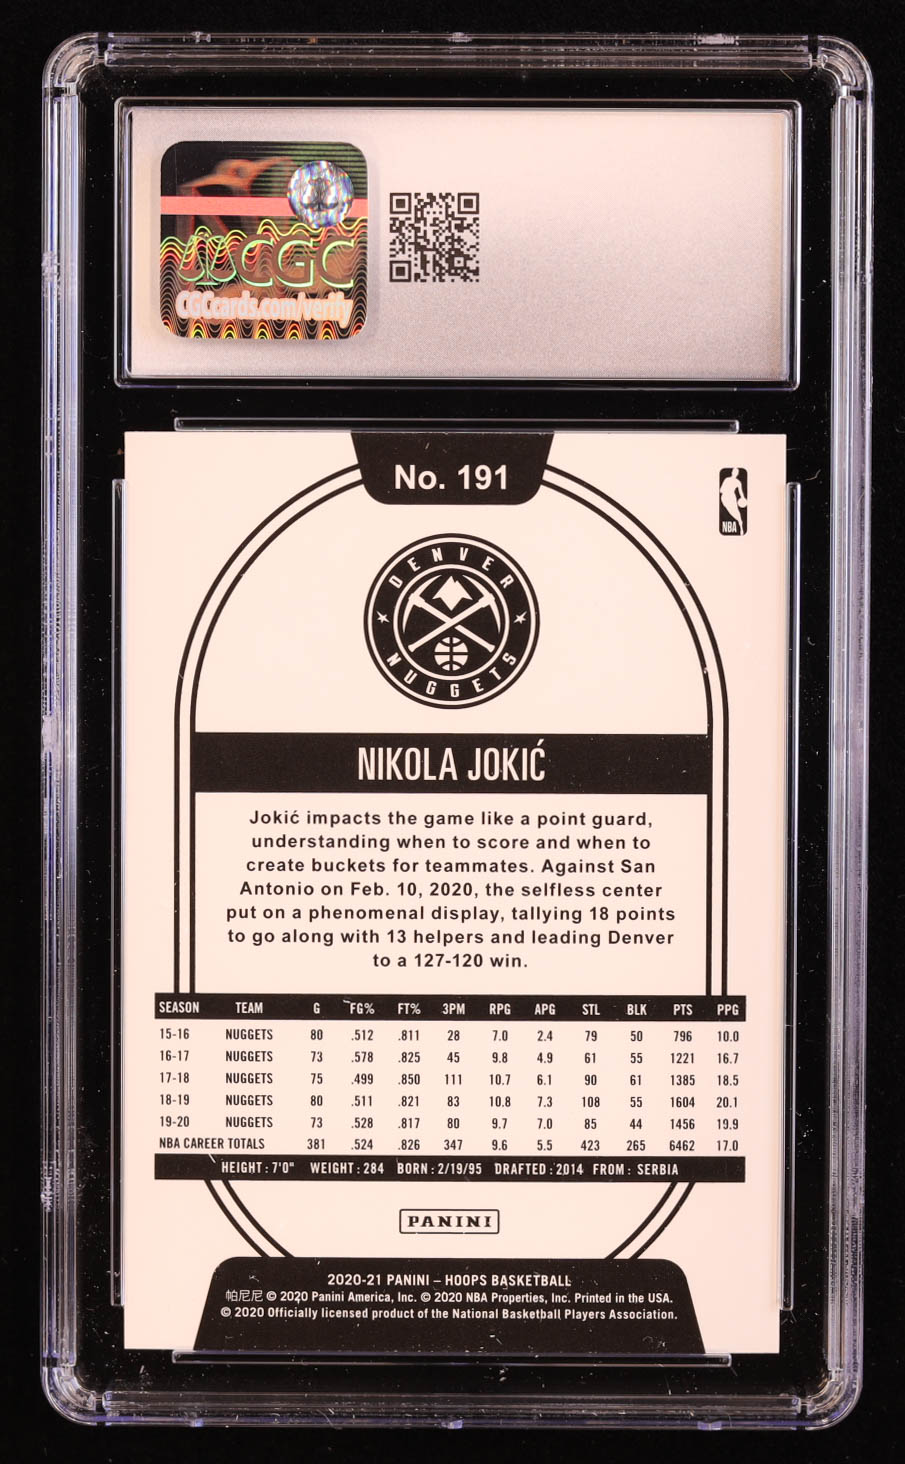 CGC
CGCcards.com/verify
No. 191
NBA
DENVER
NUGGETS
NIKOLA JOKIĆ
Jokić impacts the game like a point guard,
understanding when to score and when to
create buckets for teammates. Against San
Antonio on Feb. 10, 2020, the selfless center
put on a phenomenal display, tallying 18 points
to go along with 13 helpers and leading Denver
to a 127-120 win.
SEASON TEAM G FG% FT% 3PM RPG APG STL BLK PTS PPG
15-16 NUGGETS 80 .512 .811 28 7.0 2.4 79 50 796 10.0
16-17 NUGGETS 73 .578 .825 45 9.8 4.9 61 55 1221 16.7
17-18 NUGGETS 75 .499 .850 111 10.7 6.1 90 61 1385 18.5
18-19 NUGGETS 80 .511 .821 83 10.8 7.3 108 55 1604 20.1
19-20 NUGGETS 73 .528 .817 80 9.7 7.0 85 44 1456 19.9
NBA CAREER TOTALS 381 .524 .826 347 9.6 5.5 423 265 6462 17.0
HEIGHT: 7'0" WEIGHT: 284 BORN: 2/19/95 DRAFTED: 2014 FROM: SERBIA
PANINI
2020-21 PANINI – HOOPS BASKETBALL
帕尼尼 © 2020 Panini America, Inc. © 2020 NBA Properties, Inc. Printed in the USA.
© 2020 Officially licensed product of the National Basketball Players Association.